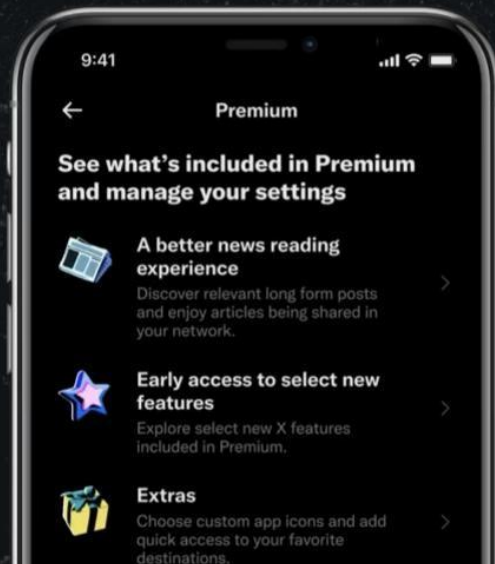 9:41
Premium
See what's included in Premium
and manage your settings
A better news reading
experience
Discover relevant long form posts
and enjoy articles being shared in
your network.
Early access to select new
features
Explore select new X features
included in Premium.
Extras
Choose custom app icons and add
quick access to your favorite
destinations.